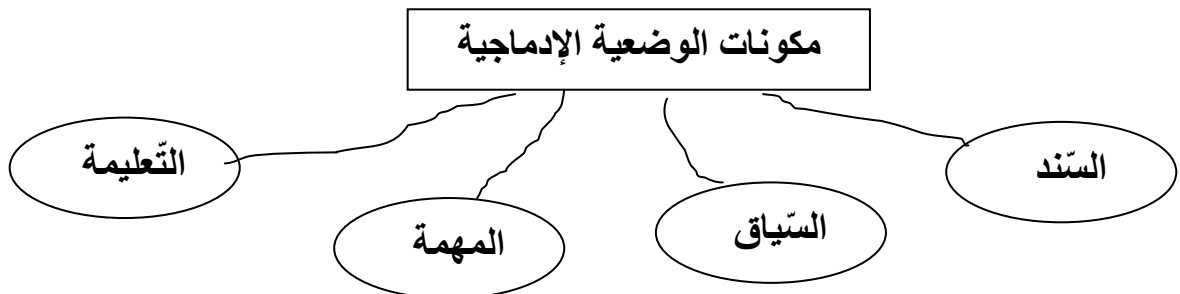 مكونات الوضعية الإدماجية
السّند
السّياق
المهمة
التّعليمة